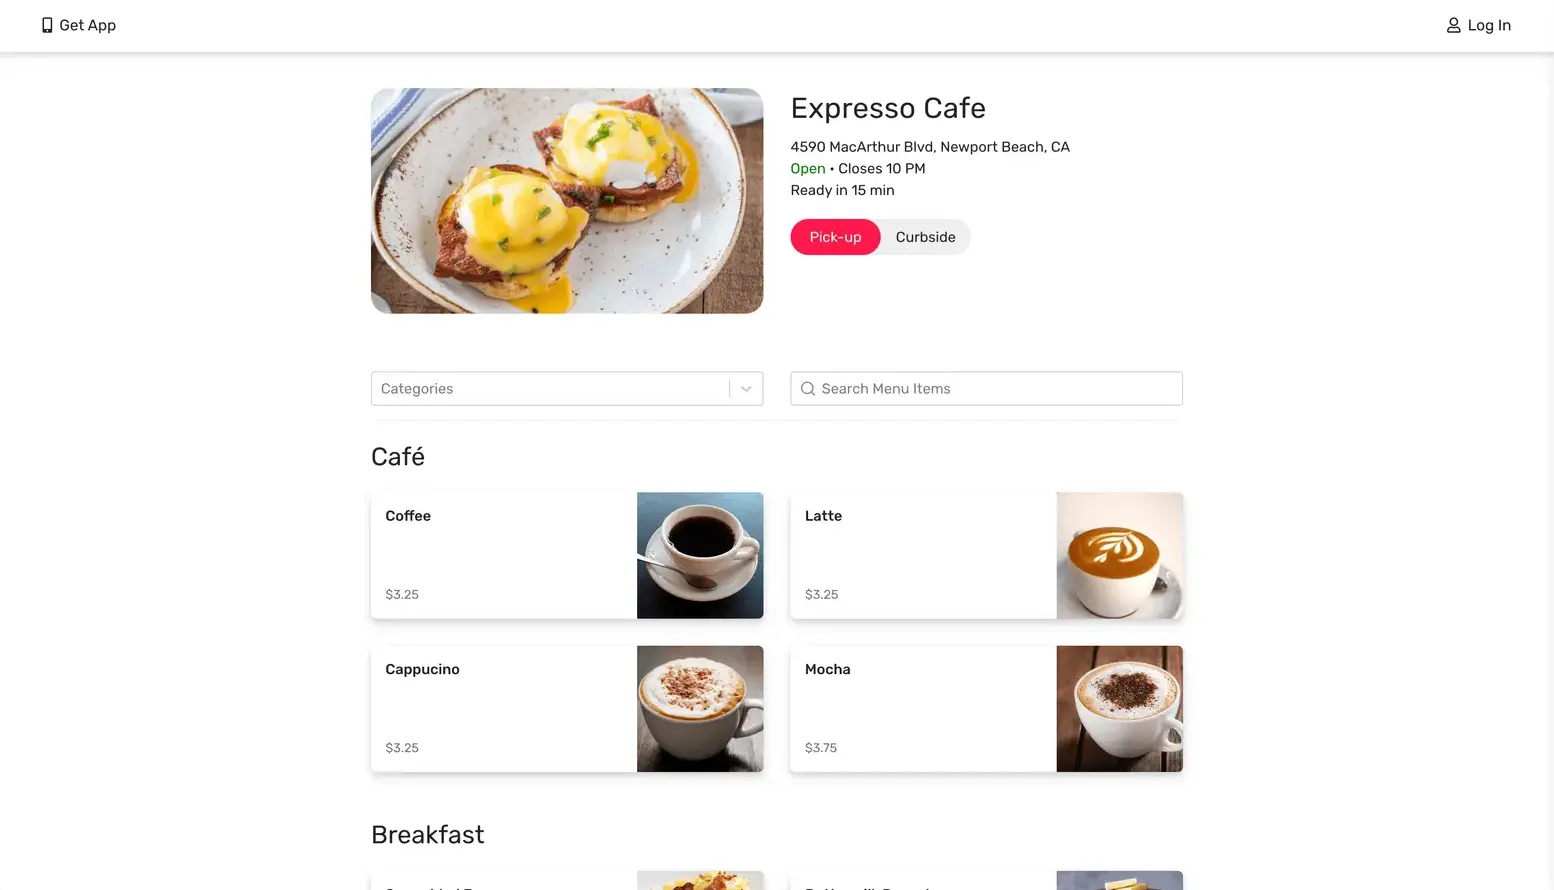 Get App
Log In
Expresso Cafe
4590 MacArthur Blvd, Newport Beach, CA
Open • Closes 10 PM
Ready in 15 min
Pick-up
Curbside
Categories
Search Menu Items
Café
Coffee
$3.25
Latte
$3.25
Cappucino
$3.25
Mocha
$3.75
Breakfast